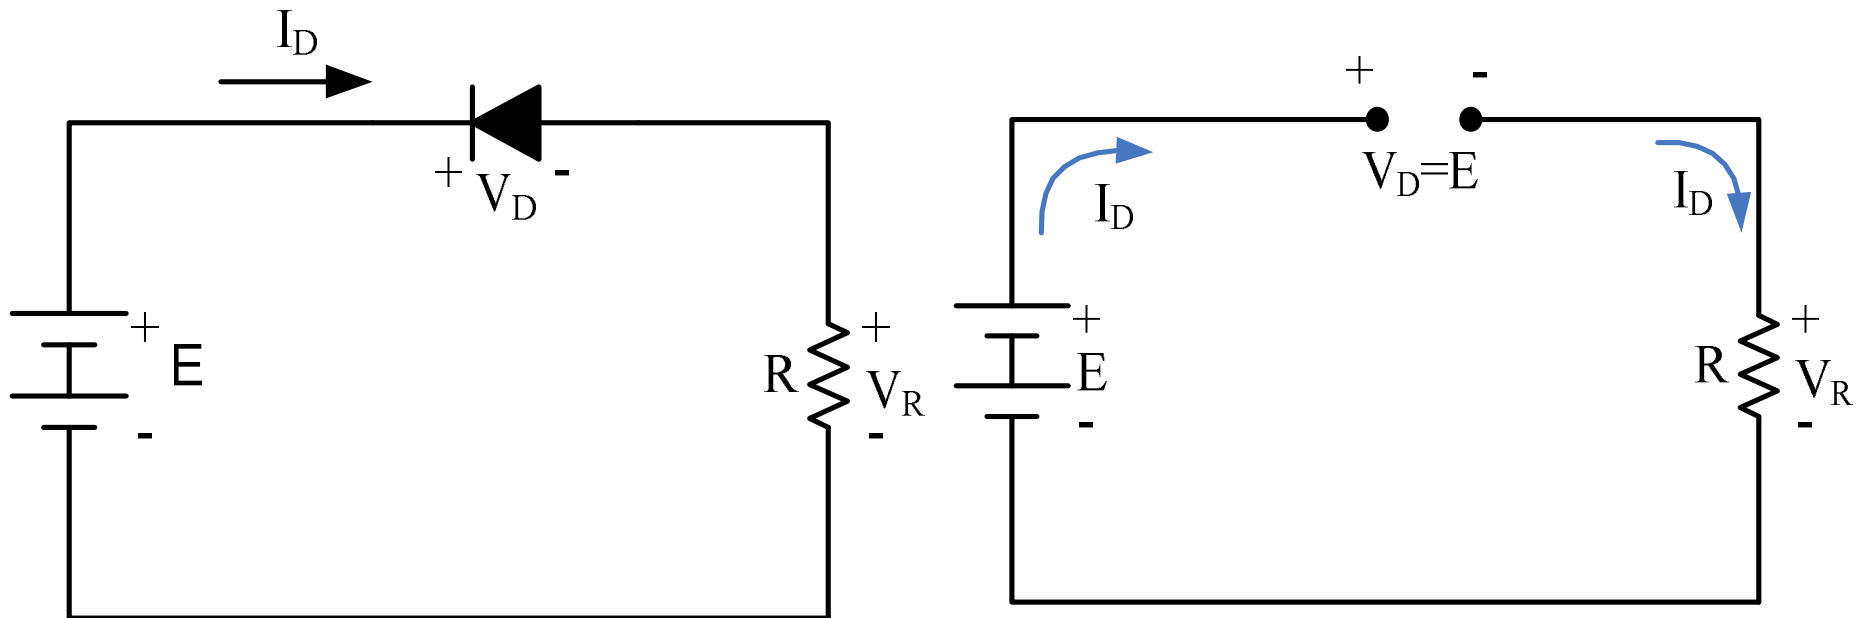 I_D
+ V_D -
+
E
-
R
+
V_R
-
+ -
V_D=E
I_D
I_D
+
E
-
R
+
V_R
-